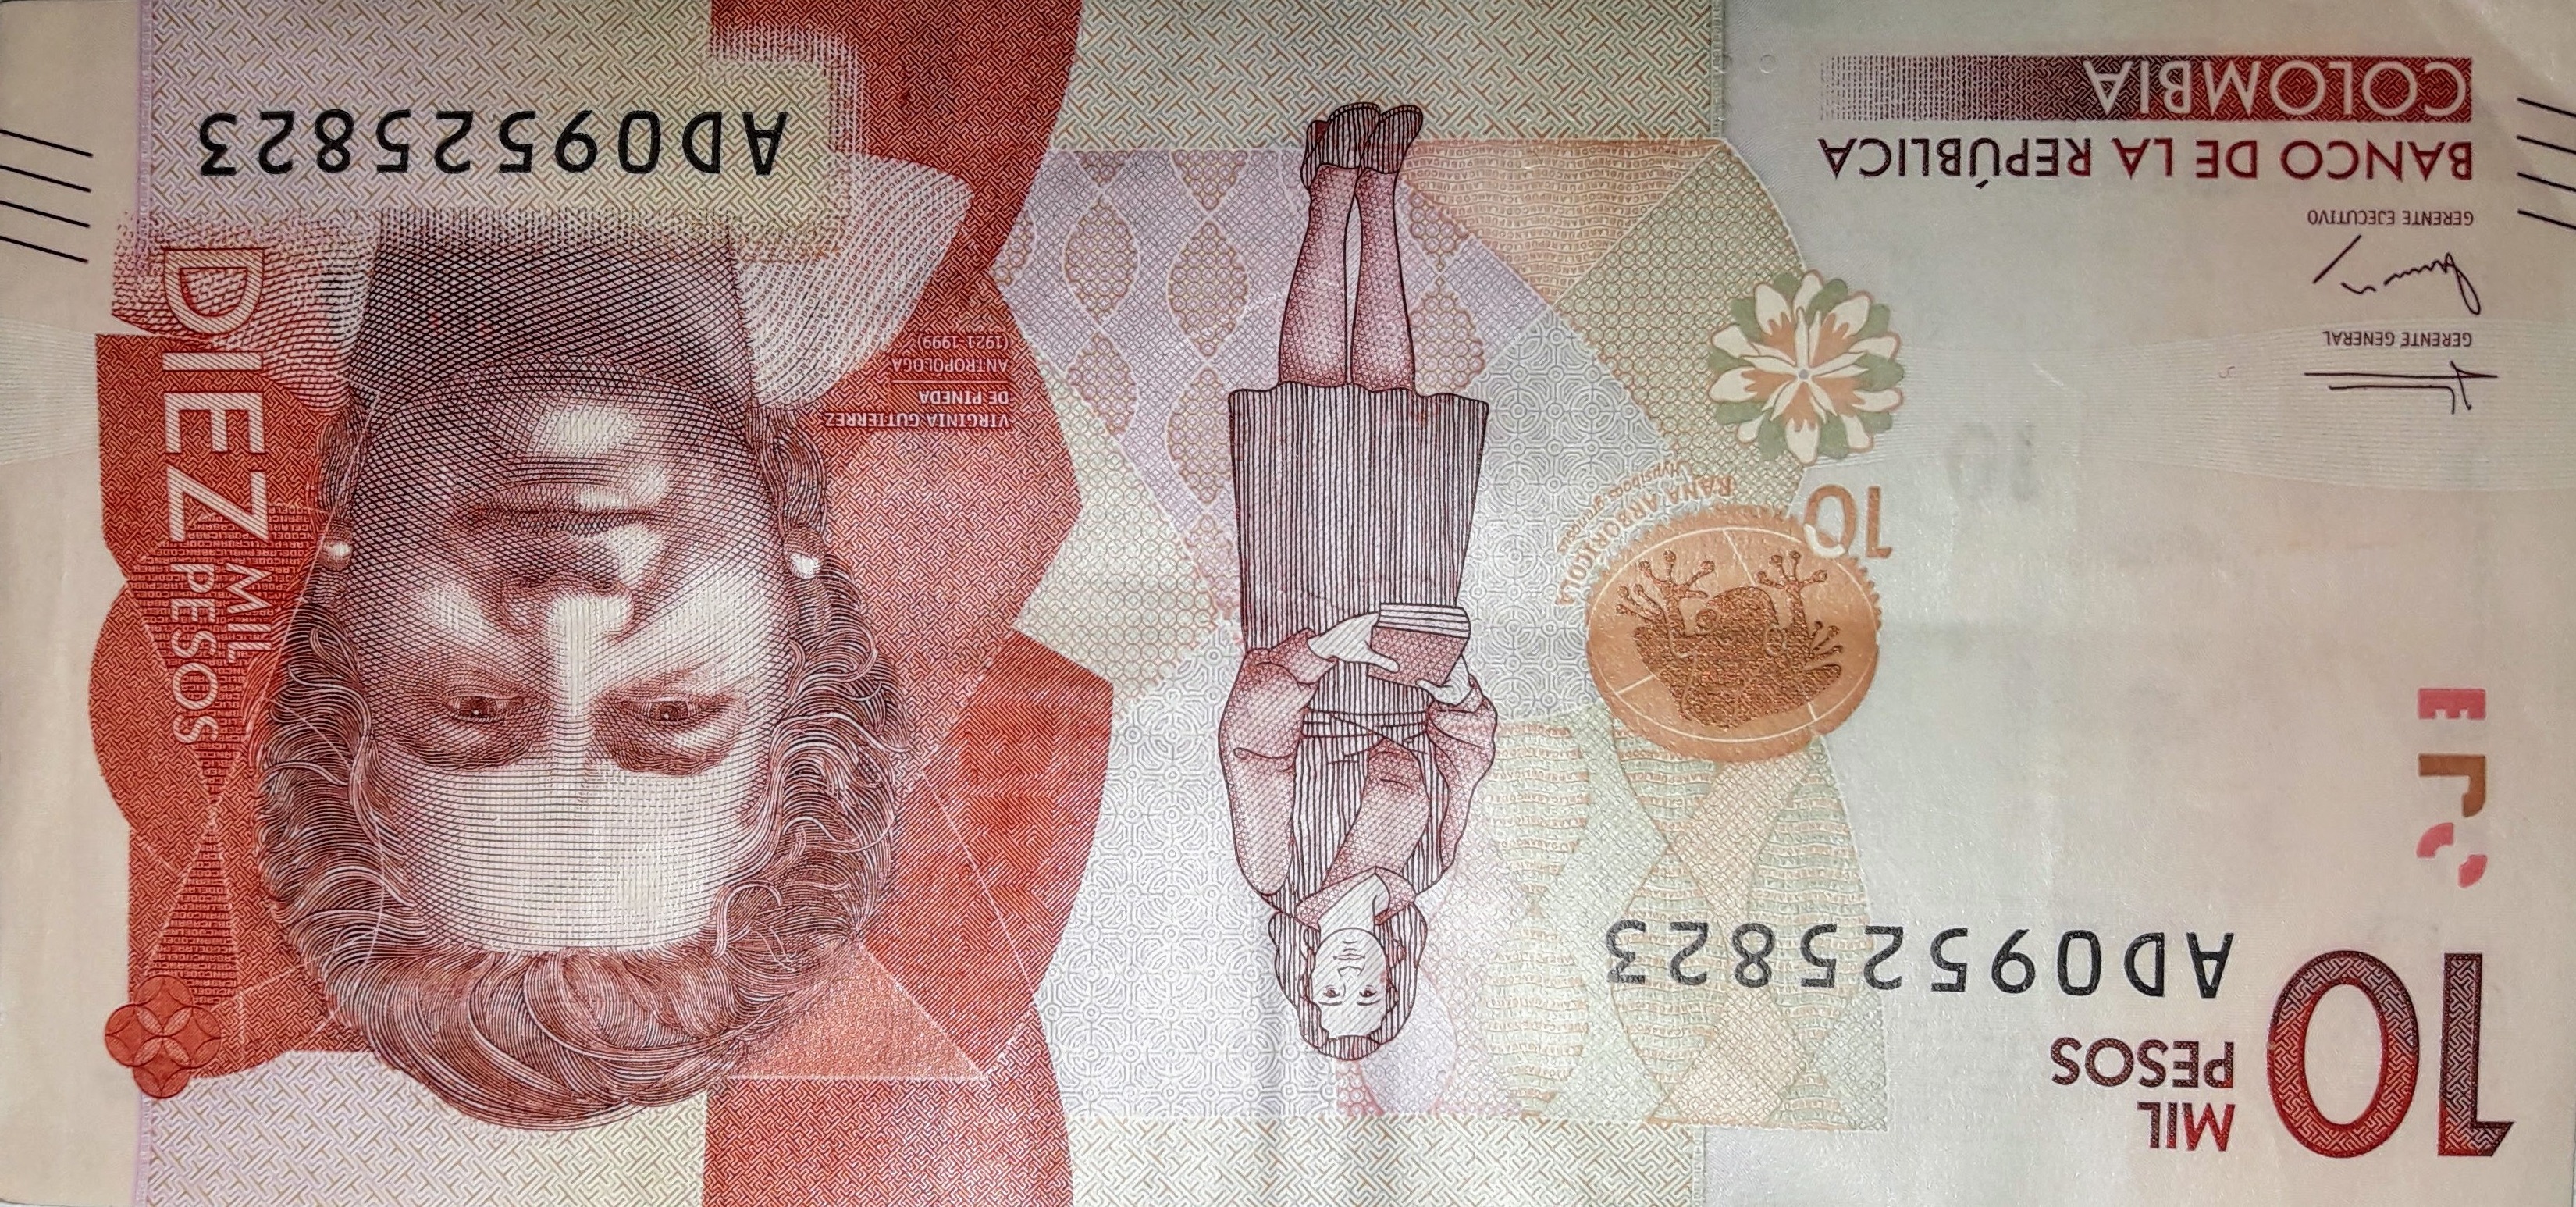 10
MIL
PESOS
AD09525823
RANA ARBORÍCOLA
10
GERENTE GENERAL
GERENTE EJECUTIVO
BANCO DE LA REPÚBLICA
COLOMBIA
DIEZ
MIL
PESOS
VIRGINIA GUTIÉRREZ
DE PINEDA
ANTROPÓLOGA
(1921-1999)
AD09525823